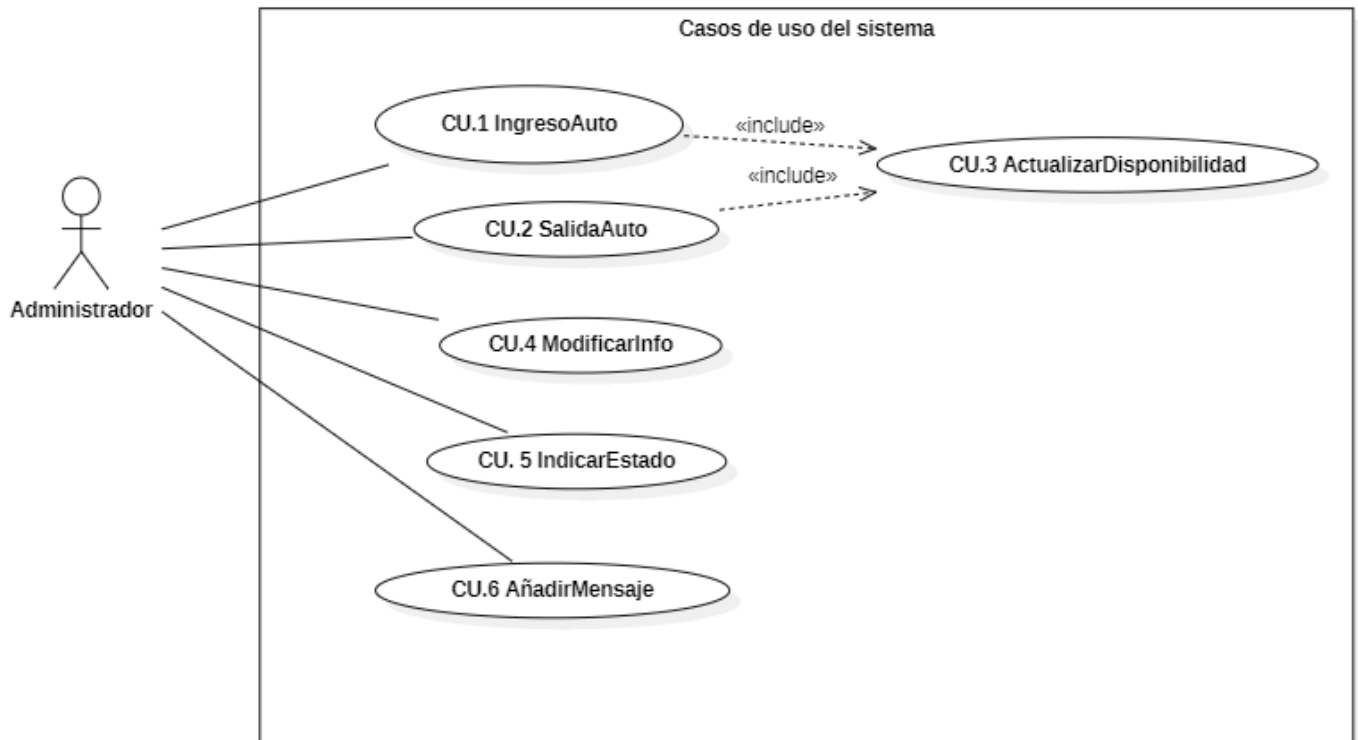 Casos de uso del sistema
CU.1 IngresoAuto
«include»
CU.3 ActualizarDisponibilidad
«include»
CU.2 SalidaAuto
Administrador
CU.4 ModificarInfo
CU. 5 IndicarEstado
CU.6 AñadirMensaje